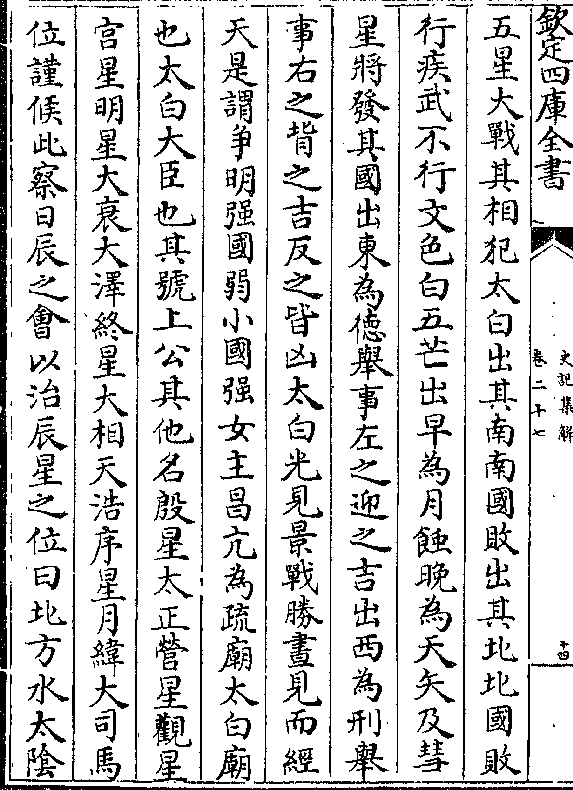 欽定四庫全書
史記集解
卷二十七
十四
五星大戰其相犯太白出其南南國敗出其北北國敗
行疾武不行文色白五芒出早為月蝕晚為天矢及彗
星將發其國出東為德舉事左之迎之吉出西為刑舉
事右之背之吉反之皆凶太白光見景戰勝晝見而經
天是謂爭明强國弱小國强女主昌亢為疏廟太白廟
也太白大臣也其號上公其他名殷星太正營星觀星
宫星明星大衰大澤終星大相天浩序星月緯大司馬
位謹候此察日辰之會以治辰星之位曰北方水太陰